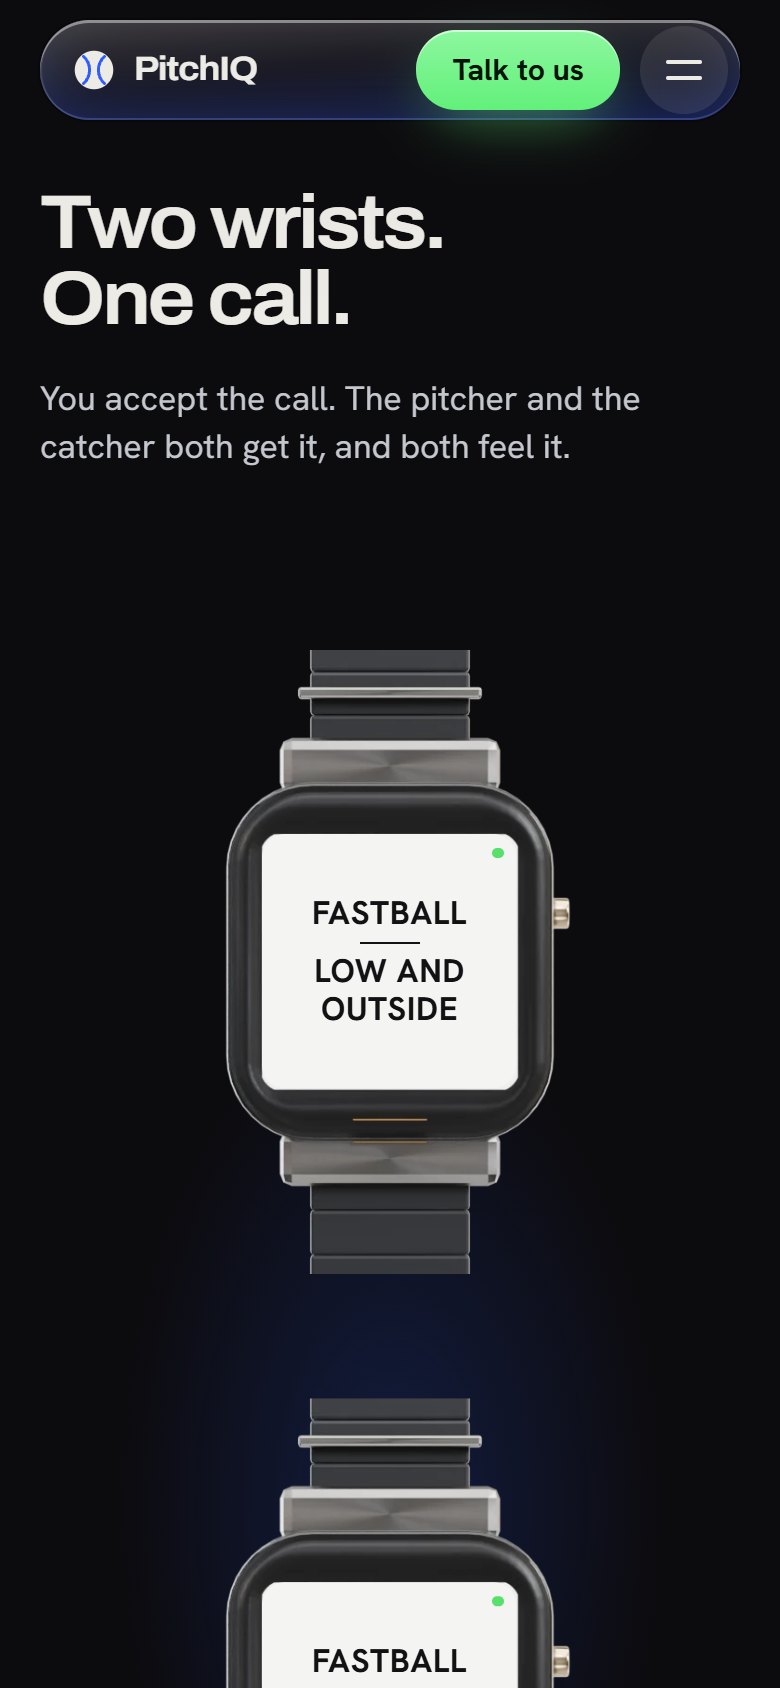 PitchIQ
Talk to us
Two wrists.
One call.
You accept the call. The pitcher and the
catcher both get it, and both feel it.
FASTBALL
LOW AND
OUTSIDE
FASTBALL